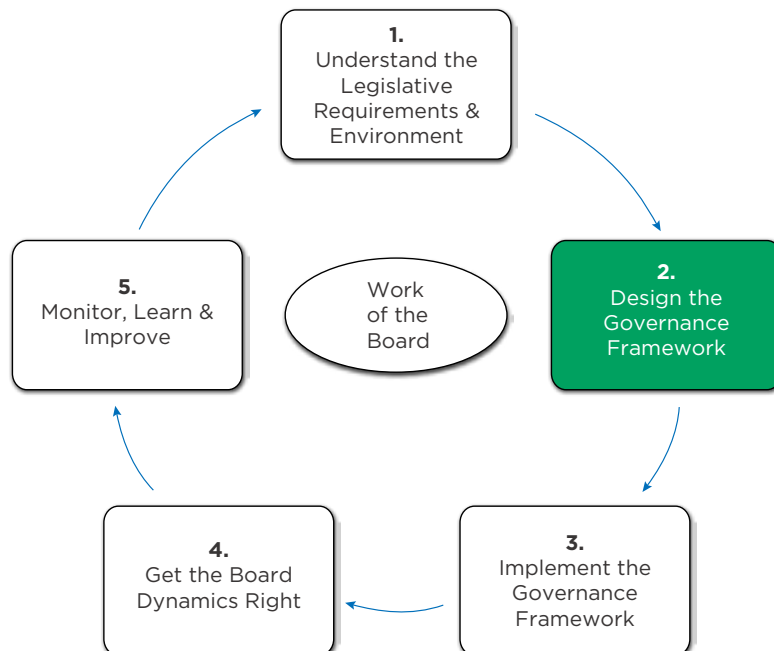 1.
Understand the
Legislative
Requirements &
Environment
2.
Design the
Governance
Framework
3.
Implement the
Governance
Framework
4.
Get the Board
Dynamics Right
5.
Monitor, Learn &
Improve
Work
of the
Board